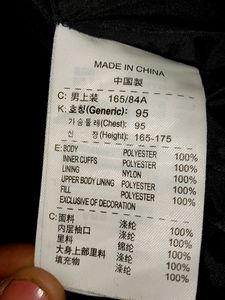 MADE IN CHINA
中国製
C: 男上装 165/84A
K: 호칭(Generic): 95
가슴둘레(Chest): 95
신 장(Height): 165-175
E: BODY POLYESTER 100%
INNER CUFFS POLYESTER 100%
LINING NYLON 100%
UPPER BODY LINING POLYESTER 100%
FILL POLYESTER 100%
EXCLUSIVE OF DECORATION
C: 面料 涤纶 100%
内层袖口 涤纶 100%
里料 锦纶 100%
大身上部里料 涤纶 100%
填充物 涤纶 100%